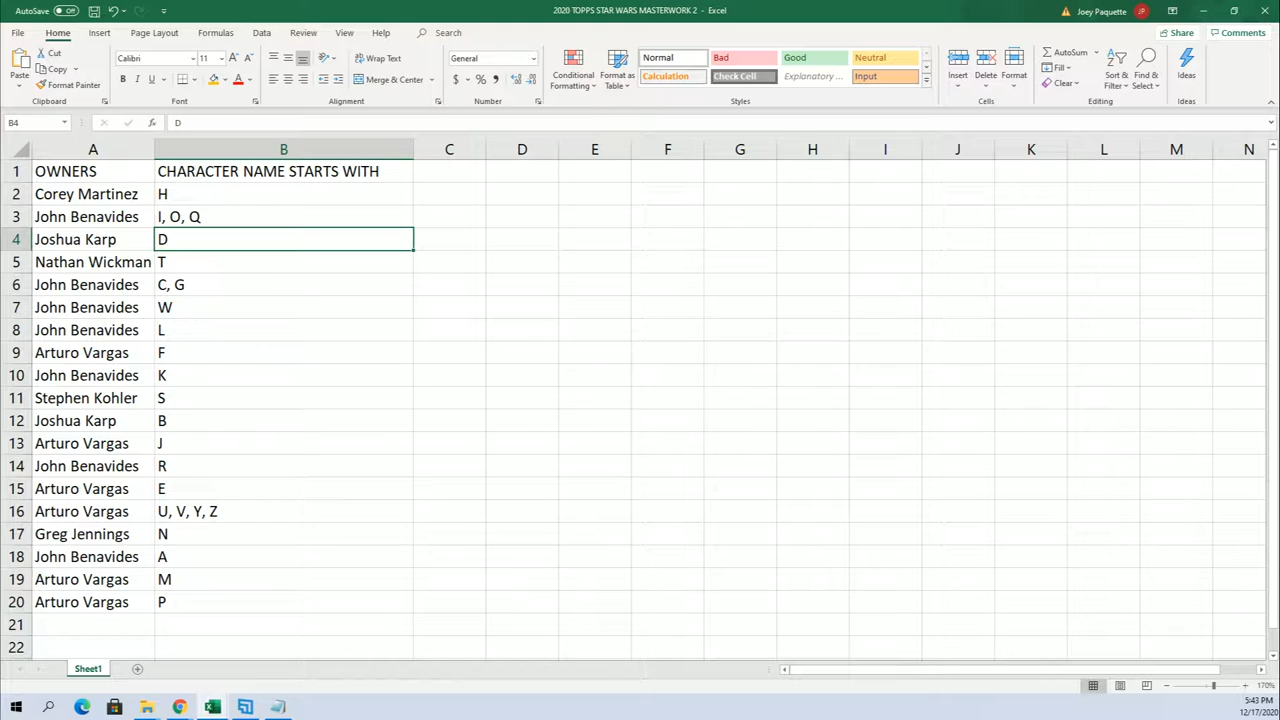 AutoSave Off 2020 TOPPS STAR WARS MASTERWORK 2 - Excel Joey Paquette JP
File Home Insert Page Layout Formulas Data Review View Help Search Share Comments
Paste Cut Copy Format Painter Clipboard
Calibri 11 B I U A A A Font
Wrap Text Merge & Center Alignment
General $ % , Number
Conditional Formatting Format as Table
Normal Bad Good Neutral
Calculation Check Cell Explanatory ... Input
Styles
Insert Delete Format Cells
AutoSum Fill Clear Sort & Filter Find & Select Editing
Ideas Ideas
B4 fx D
A B C D E F G H I J K L M N
1 OWNERS CHARACTER NAME STARTS WITH
2 Corey Martinez H
3 John Benavides I, O, Q
4 Joshua Karp D
5 Nathan Wickman T
6 John Benavides C, G
7 John Benavides W
8 John Benavides L
9 Arturo Vargas F
10 John Benavides K
11 Stephen Kohler S
12 Joshua Karp B
13 Arturo Vargas J
14 John Benavides R
15 Arturo Vargas E
16 Arturo Vargas U, V, Y, Z
17 Greg Jennings N
18 John Benavides A
19 Arturo Vargas M
20 Arturo Vargas P
21
22
Sheet1
170%
5:43 PM
12/17/2020